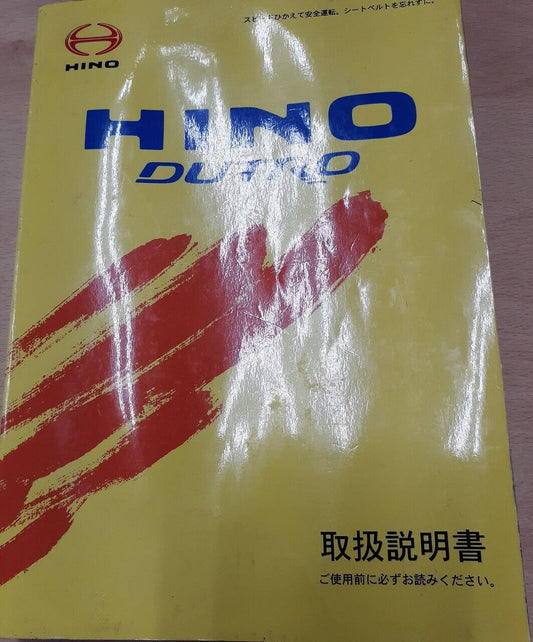 スピードひかえて安全運転。シートベルトを忘れずに。
HINO
HINO
DUTRO
取扱説明書
ご使用前に必ずお読みください。